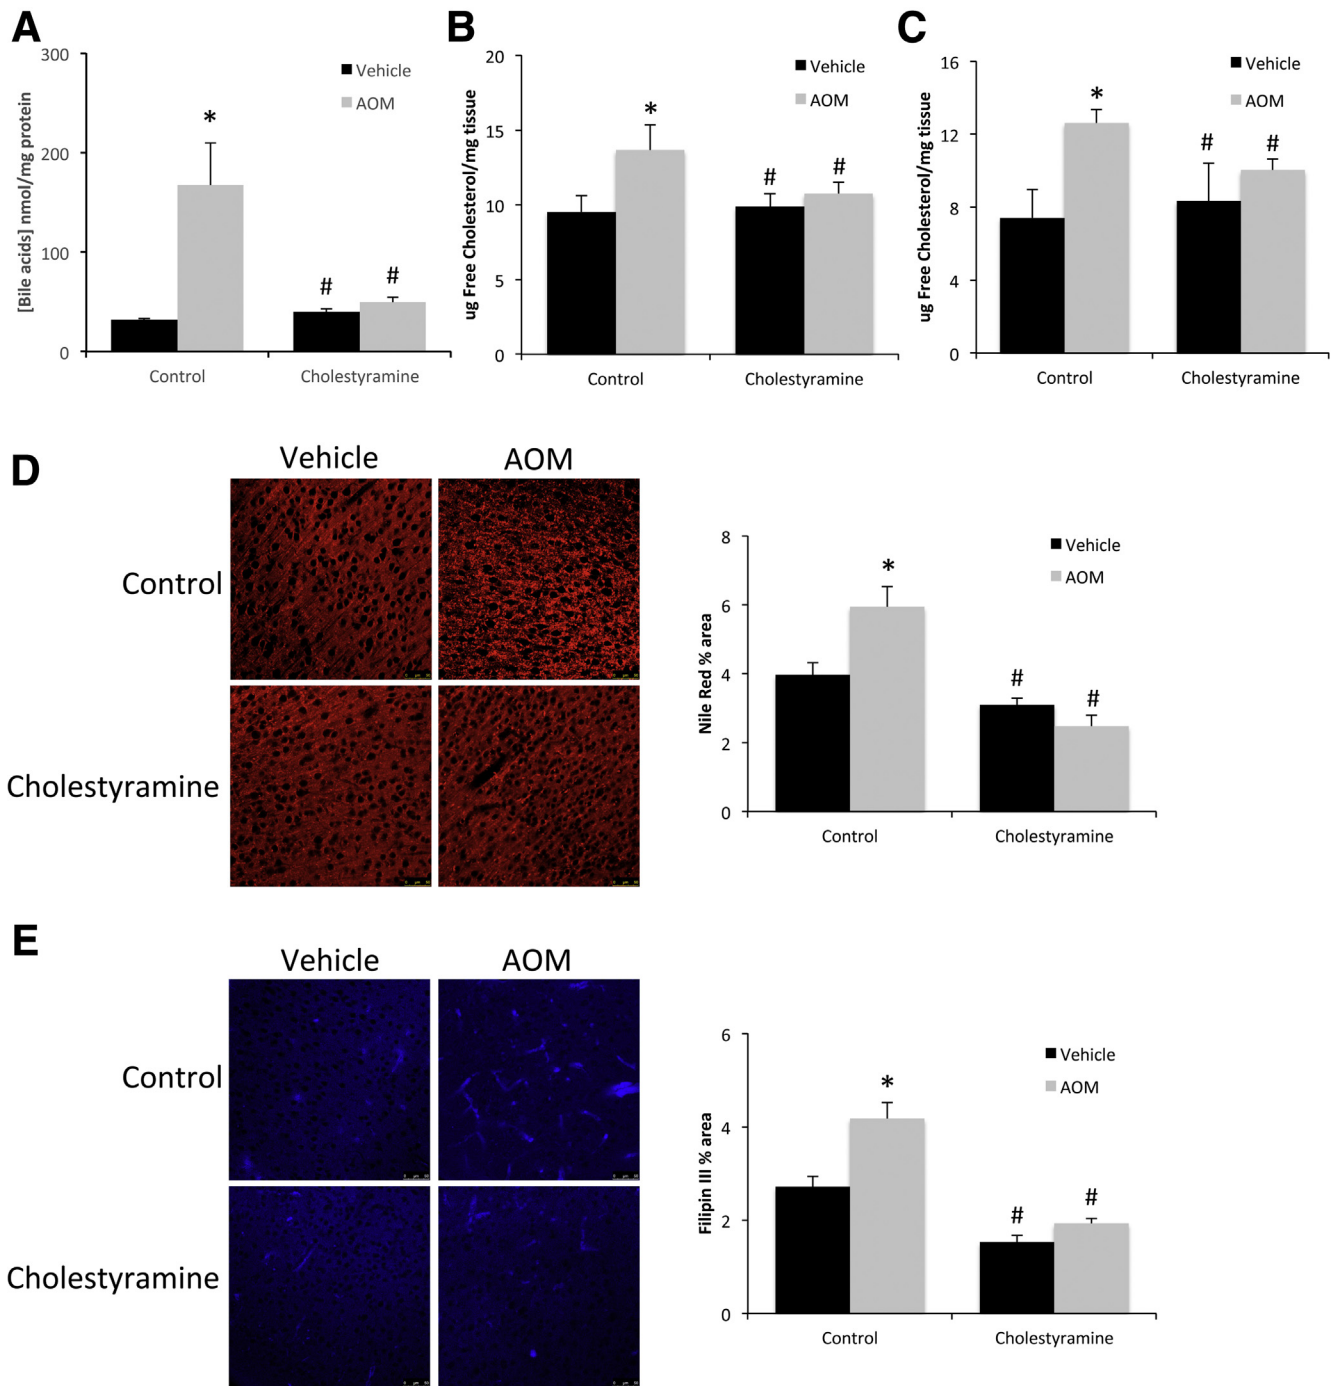 A
[Bile acids] nmol/mg protein
300
200
100
0
Vehicle
AOM
*
#
#
Control
Cholestyramine
B
ug Free Cholesterol/mg tissue
20
15
10
5
0
Vehicle
AOM
*
#
#
Control
Cholestyramine
C
ug Free Cholesterol/mg tissue
16
12
8
4
0
Vehicle
AOM
*
#
#
Control
Cholestyramine
D
Vehicle
AOM
Control
Cholestyramine
Nile Red % area
8
6
4
2
0
Vehicle
AOM
*
#
#
Control
Cholestyramine
E
Vehicle
AOM
Control
Cholestyramine
Filipin III % area
6
4
2
0
Vehicle
AOM
*
#
#
Control
Cholestyramine